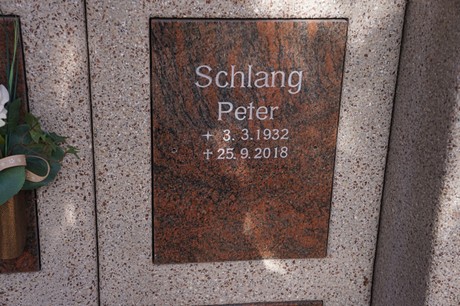 Schlang
Peter
+ 3. 3. 1932
† 25. 9. 2018